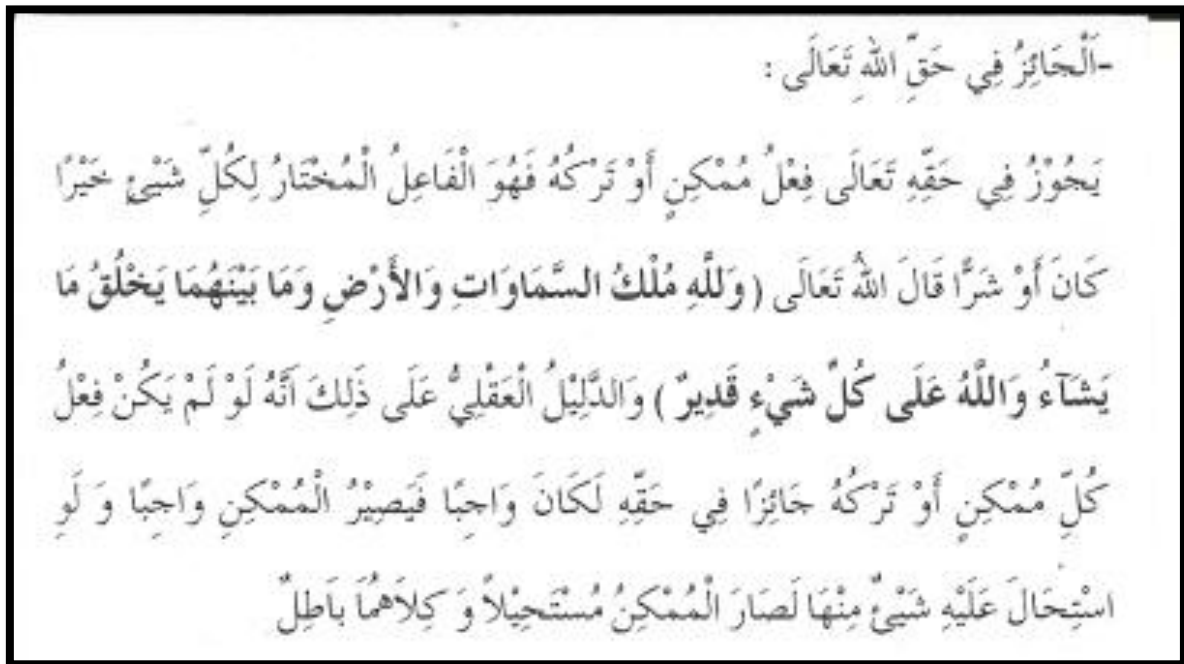 -اَلْجَائِزُ فِي حَقِّ اللهِ تَعَالَى :
يَجُوْزُ فِي حَقِّهِ تَعَالَى فِعْلُ مُمْكِنٍ أَوْ تَرْكُهُ فَهُوَ الْفَاعِلُ الْمُخْتَارُ لِكُلِّ شَيْئٍ خَيْرًا
كَانَ أَوْ شَرًّا قَالَ اللهُ تَعَالَى (وَلِلَّهِ مُلْكُ السَّمَاوَاتِ وَالأَرْضِ وَمَا بَيْنَهُمَا يَخْلُقُ مَا
يَشَآءُ وَاللَّهُ عَلَى كُلِّ شَيْءٍ قَدِيرٌ ) وَالدَّلِيْلُ الْعَقْلِيُّ عَلَى ذَلِكَ اَنَّهُ لَوْ لَمْ يَكُنْ فِعْلُ
كُلِّ مُمْكِنٍ أَوْ تَرْكُهُ جَائِزًا فِي حَقِّهِ لَكَانَ وَاجِبًا فَيَصِيْرُ الْمُمْكِنِ وَاجِبًا وَ لَوِ
اسْتِحَالَ عَلَيْهِ شَيْئٌ مِنْهَا لَصَارَ الْمُمْكِنُ مُسْتَحِيْلاً وَ كِلاَهُمَا بَاطِلٌ